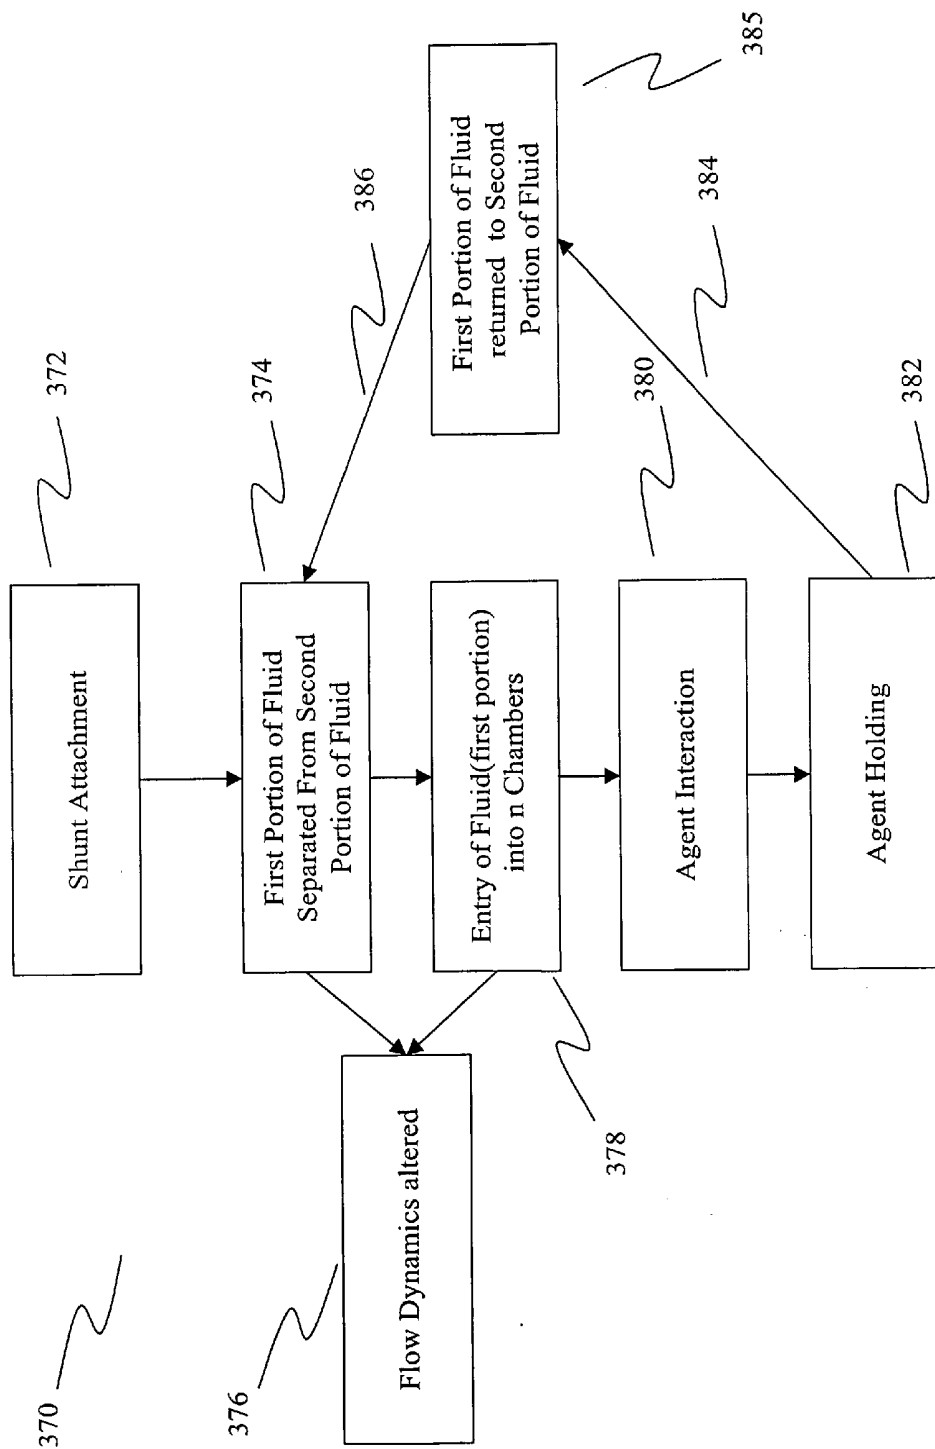 370
372
Shunt Attachment
374
First Portion of Fluid
Separated From Second
Portion of Fluid
376
Flow Dynamics altered
386
385
First Portion of Fluid
returned to Second
Portion of Fluid
378
Entry of Fluid(first portion)
into n Chambers
380
Agent Interaction
384
382
Agent Holding